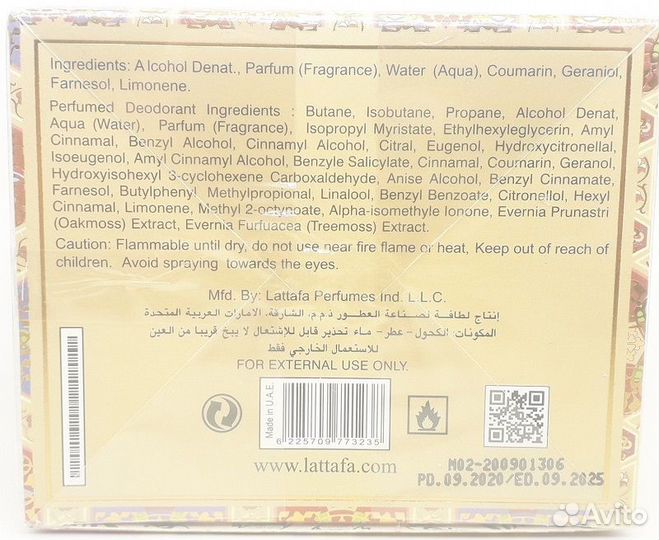 Ingredients: Alcohol Denat., Parfum (Fragrance), Water (Aqua), Coumarin, Geraniol,
Farnesol, Limonene.
Perfumed Deodorant Ingredients : Butane, Isobutane, Propane, Alcohol Denat,
Aqua (Water), Parfum (Fragrance), Isopropyl Myristate, Ethylhexyleglycerin, Amyl
Cinnamal, Benzyl Alcohol, Cinnamyl Alcohol, Citral, Eugenol, Hydroxycitronellal,
Isoeugenol, Amyl Cinnamyl Alcohol, Benzyle Salicylate, Cinnamal, Coumarin, Geranol,
Hydroxyisohexyl 3-cyclohexene Carboxaldehyde, Anise Alcohol, Benzyl Cinnamate,
Farnesol, Butylphenyl Methylpropional, Linalool, Benzyl Benzoate, Citronellol, Hexyl
Cinnamal, Limonene, Methyl 2-octynoate, Alpha-isomethyle Ionone, Evernia Prunastri
(Oakmoss) Extract, Evernia Furfuacea (Treemoss) Extract.
Caution: Flammable until dry, do not use near fire flame or heat, Keep out of reach of
children. Avoid spraying towards the eyes.
Mfd. By: Lattafa Perfumes Ind. L.L.C.
إنتاج لطافة لصناعة العطور ذ.م.م. الشارقة، الامارات العربية المتحدة
المكونات: الكحول - عطر - ماء تحذير قابل للإشتعال لا يبخ قريبا من العين
للاستعمال الخارجي فقط
FOR EXTERNAL USE ONLY.
Made in U.A.E.
6 225709 773235
www.lattafa.com
M02-200901306
PD.09.2020/ED.09.2025
Avito